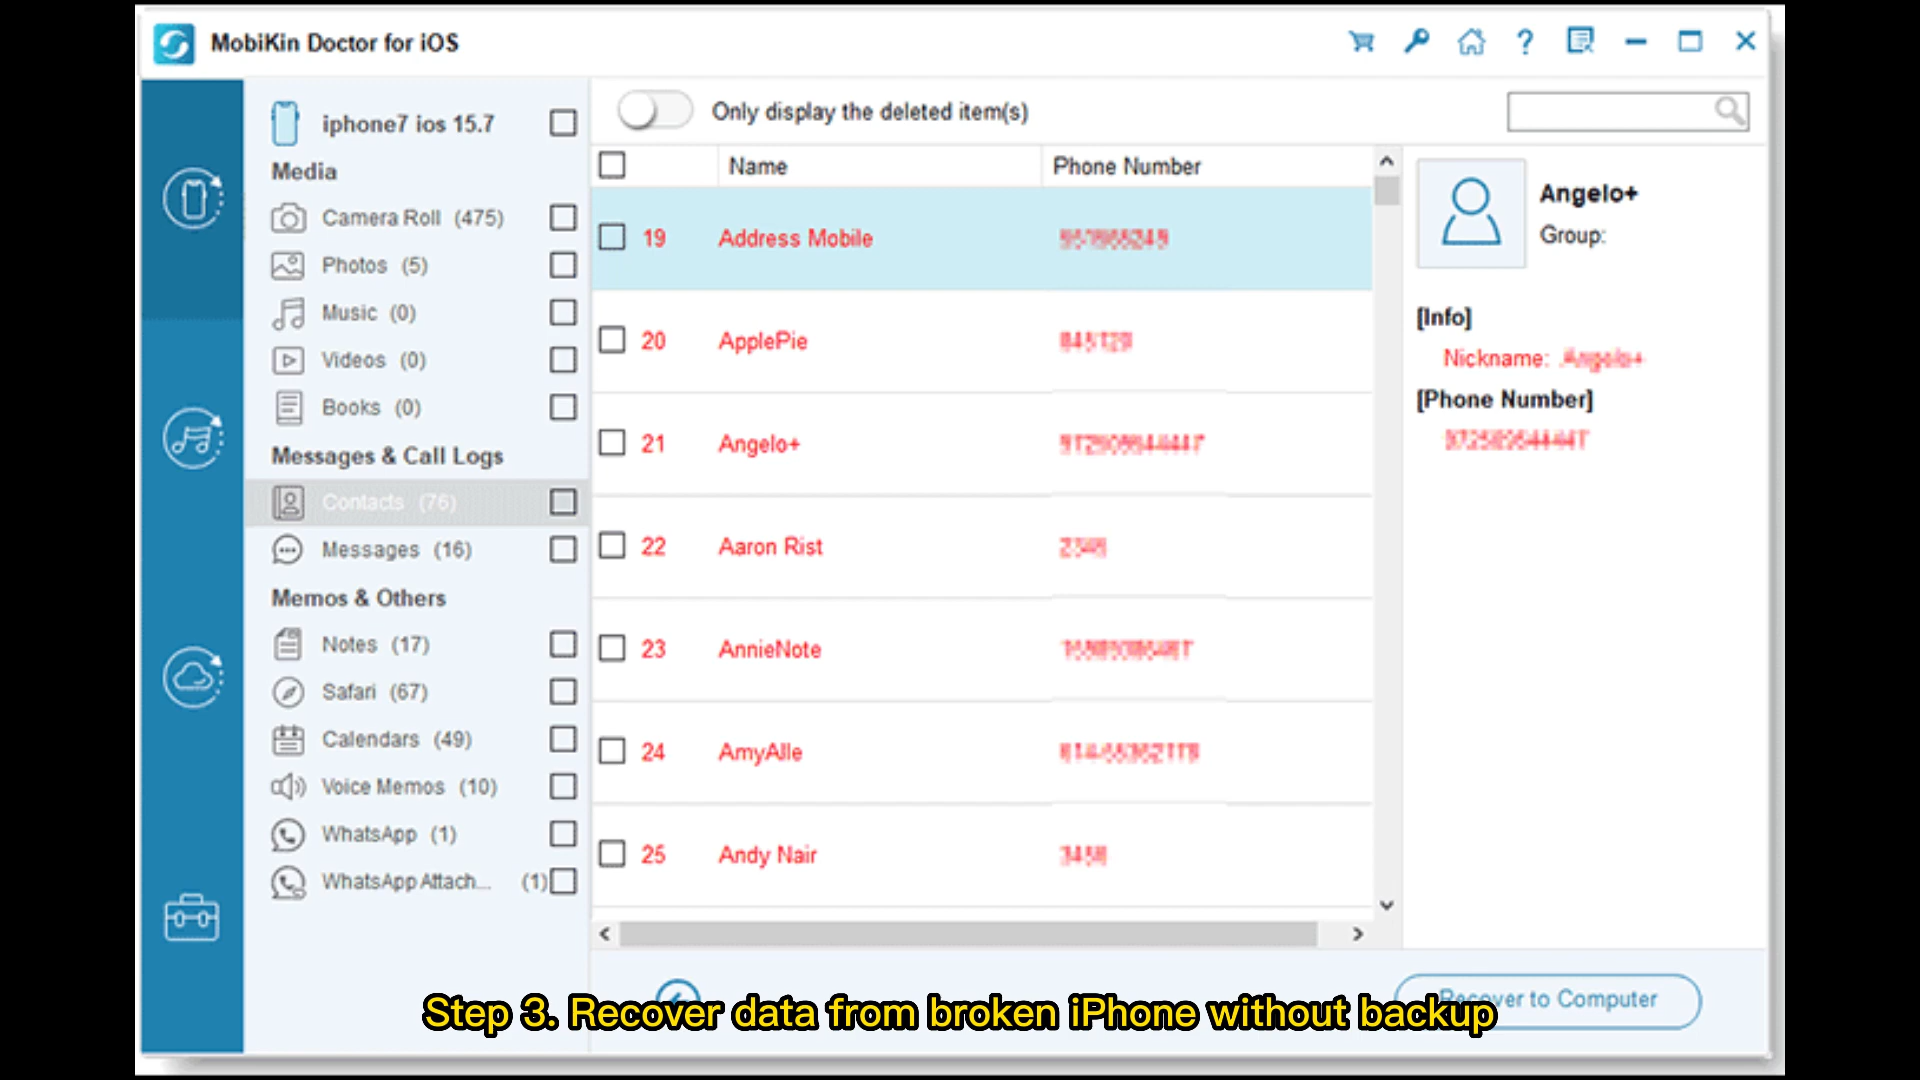 MobiKin Doctor for iOS
iphone7 ios 15.7
Media
Camera Roll (475)
Photos (5)
Music (0)
Videos (0)
Books (0)
Messages & Call Logs
Contacts (76)
Messages (16)
Memos & Others
Notes (17)
Safari (67)
Calendars (49)
Voice Memos (10)
WhatsApp (1)
WhatsApp Attach... (1)
Only display the deleted item(s)
Name Phone Number
19 Address Mobile
20 ApplePie
21 Angelo+
22 Aaron Rist
23 AnnieNote
24 AmyAlle
25 Andy Nair
Angelo+
Group:
[Info]
Nickname: Angelo+
[Phone Number]
Recover to Computer
Step 3. Recover data from broken iPhone without backup